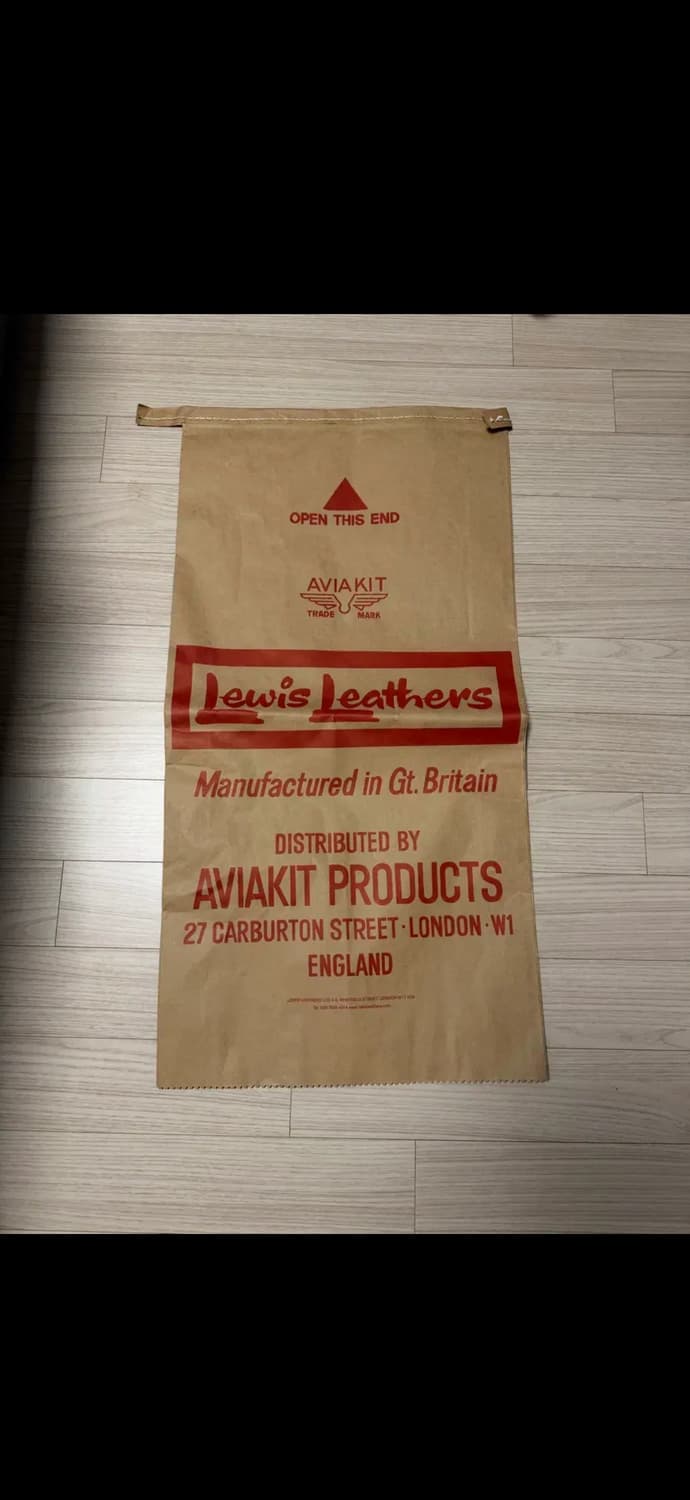 OPEN THIS END
AVIAKIT
TRADE MARK
Lewis Leathers
Manufactured in Gt. Britain
DISTRIBUTED BY
AVIAKIT PRODUCTS
27 CARBURTON STREET · LONDON · W1
ENGLAND